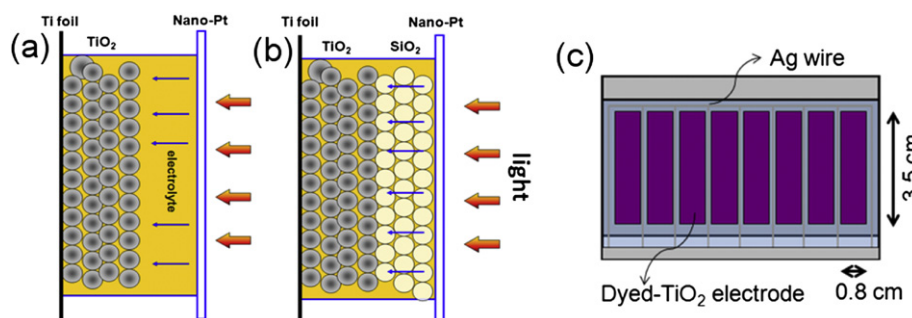 (a)
Ti foil
Nano-Pt
TiO2
electrolyte
(b)
Ti foil
Nano-Pt
TiO2
SiO2
light
(c)
Ag wire
3.5 cm
Dyed-TiO2 electrode
0.8 cm